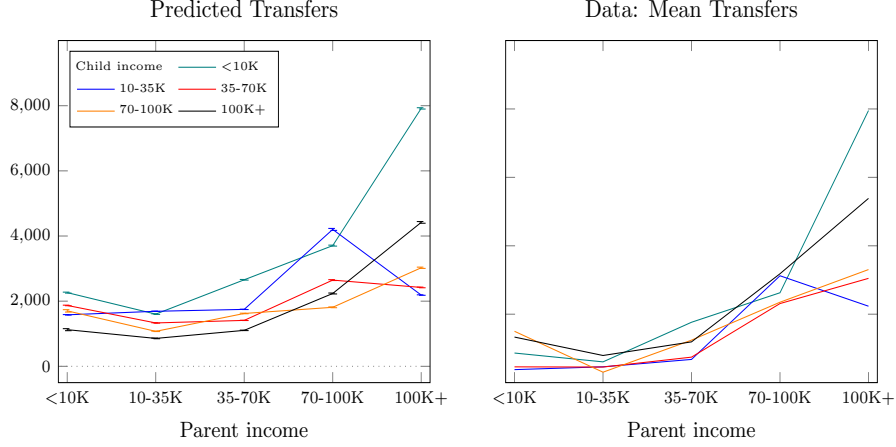 Predicted Transfers
Data: Mean Transfers
Child income
<10K
10-35K
35-70K
70-100K
100K+
8,000
6,000
4,000
2,000
0
<10K 10-35K 35-70K 70-100K 100K+
<10K 10-35K 35-70K 70-100K 100K+
Parent income
Parent income